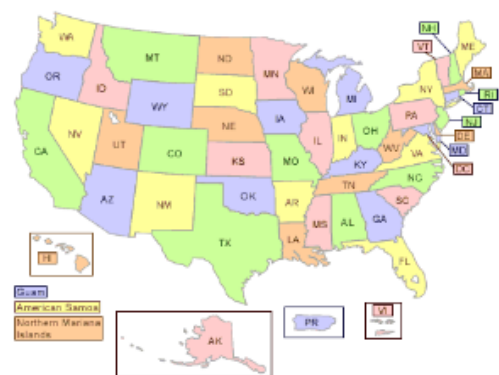 WA
MT
ND
MN
ME
NH
VT
OR
ID
WY
SD
WI
MI
NY
MA
RI
CT
NV
UT
CO
NE
IA
IL
IN
OH
PA
NJ
DE
MD
DC
CA
AZ
NM
KS
MO
KY
WV
VA
OK
AR
TN
NC
SC
TX
LA
MS
AL
GA
FL
HI
Guam
American Samoa
Northern Mariana
Islands
AK
PR
VI